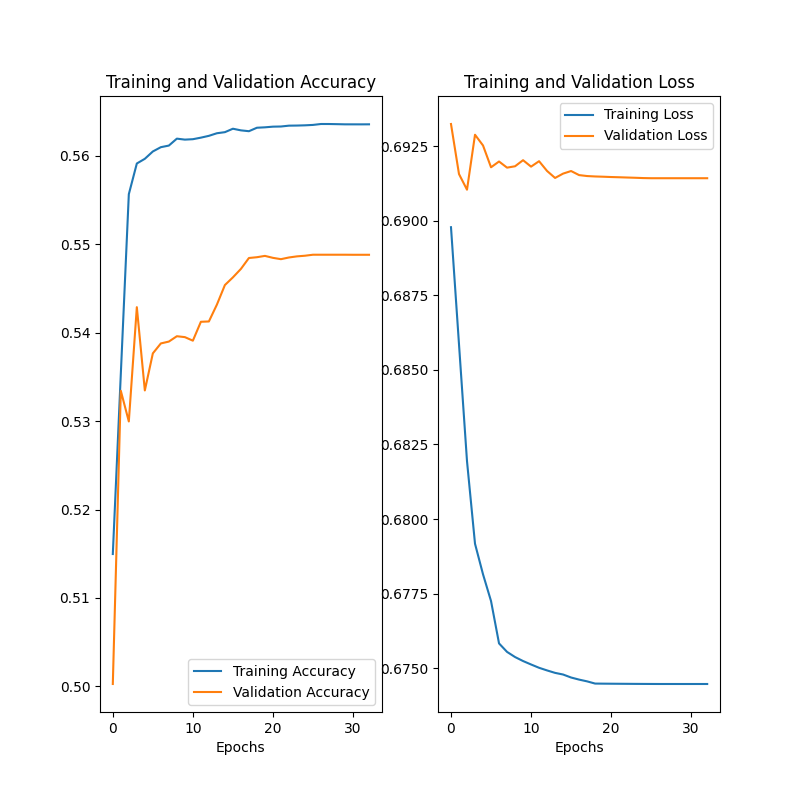 Training and Validation Accuracy
0.56
0.55
0.54
0.53
0.52
0.51
0.50
Training Accuracy
Validation Accuracy
0 10 20 30
Epochs
Training and Validation Loss
0.6925
0.6900
0.6875
0.6850
0.6825
0.6800
0.6775
0.6750
Training Loss
Validation Loss
0 10 20 30
Epochs